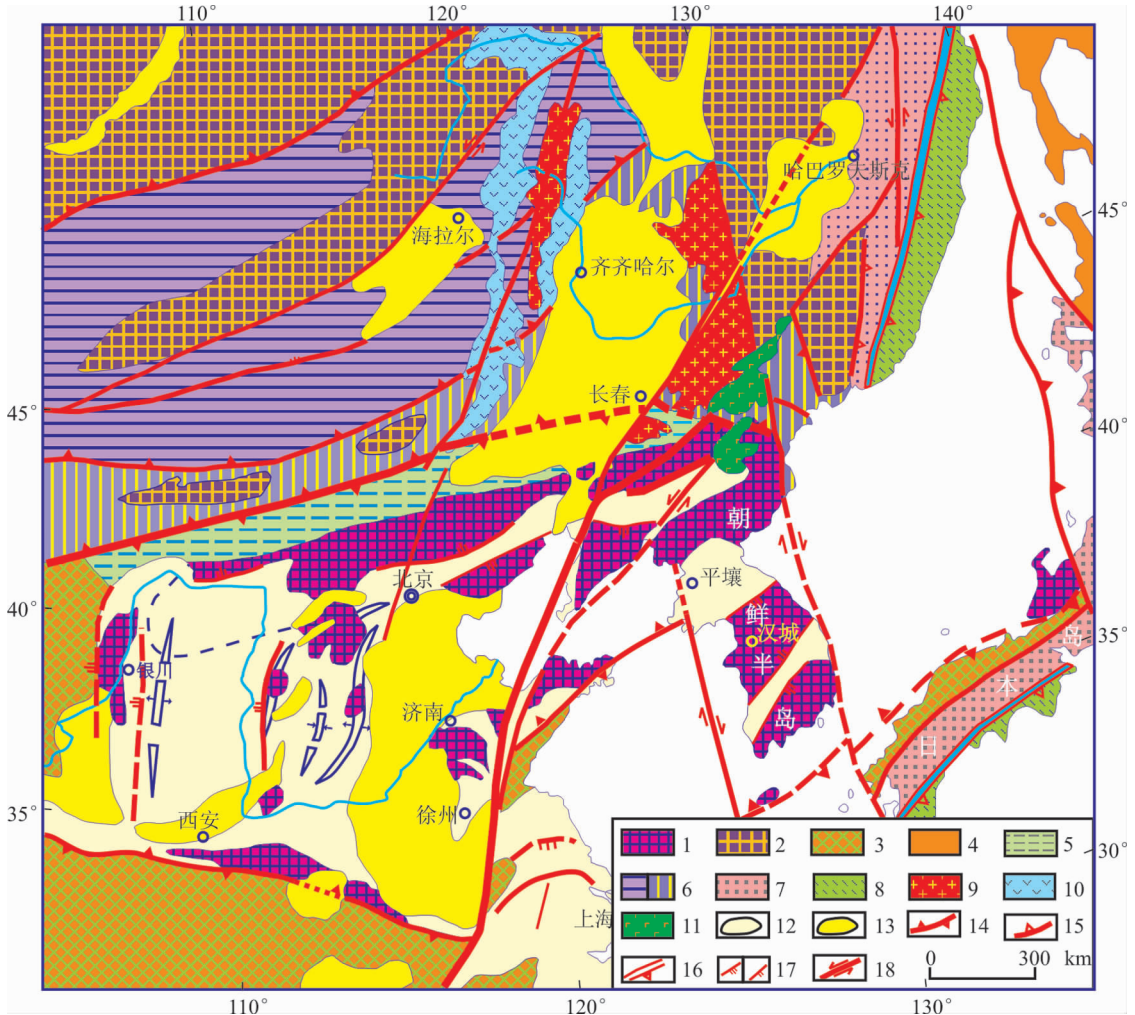 110°
120°
130°
140°
哈巴罗夫斯克
45°
海拉尔
齐齐哈尔
长春
45°
40°
朝
平壤
北京
40°
鲜
汉城
35°
岛
银川
半
本
济南
岛
日
35°
徐州
西安
30°
上海
1
2
3
4
5
6
7
8
9
10
11
12
13
14
15
16
17
18
0
300
km
110°
120°
130°